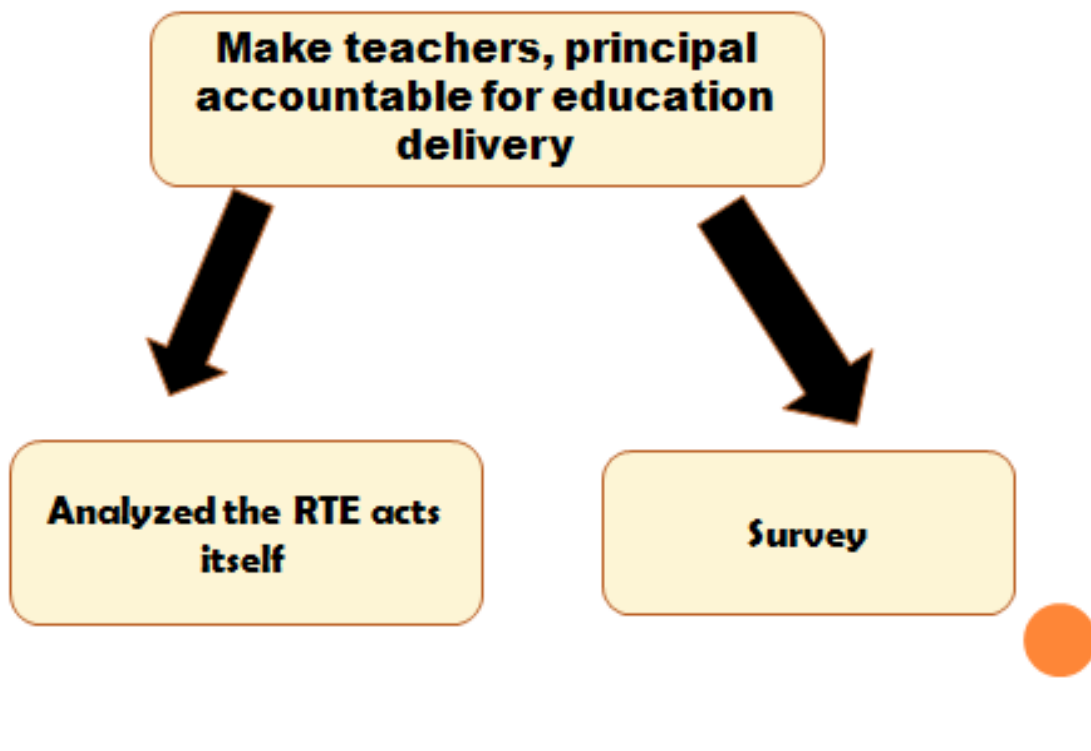 Make teachers, principal
accountable for education
delivery
Analyzed the RTE acts
itself
Survey